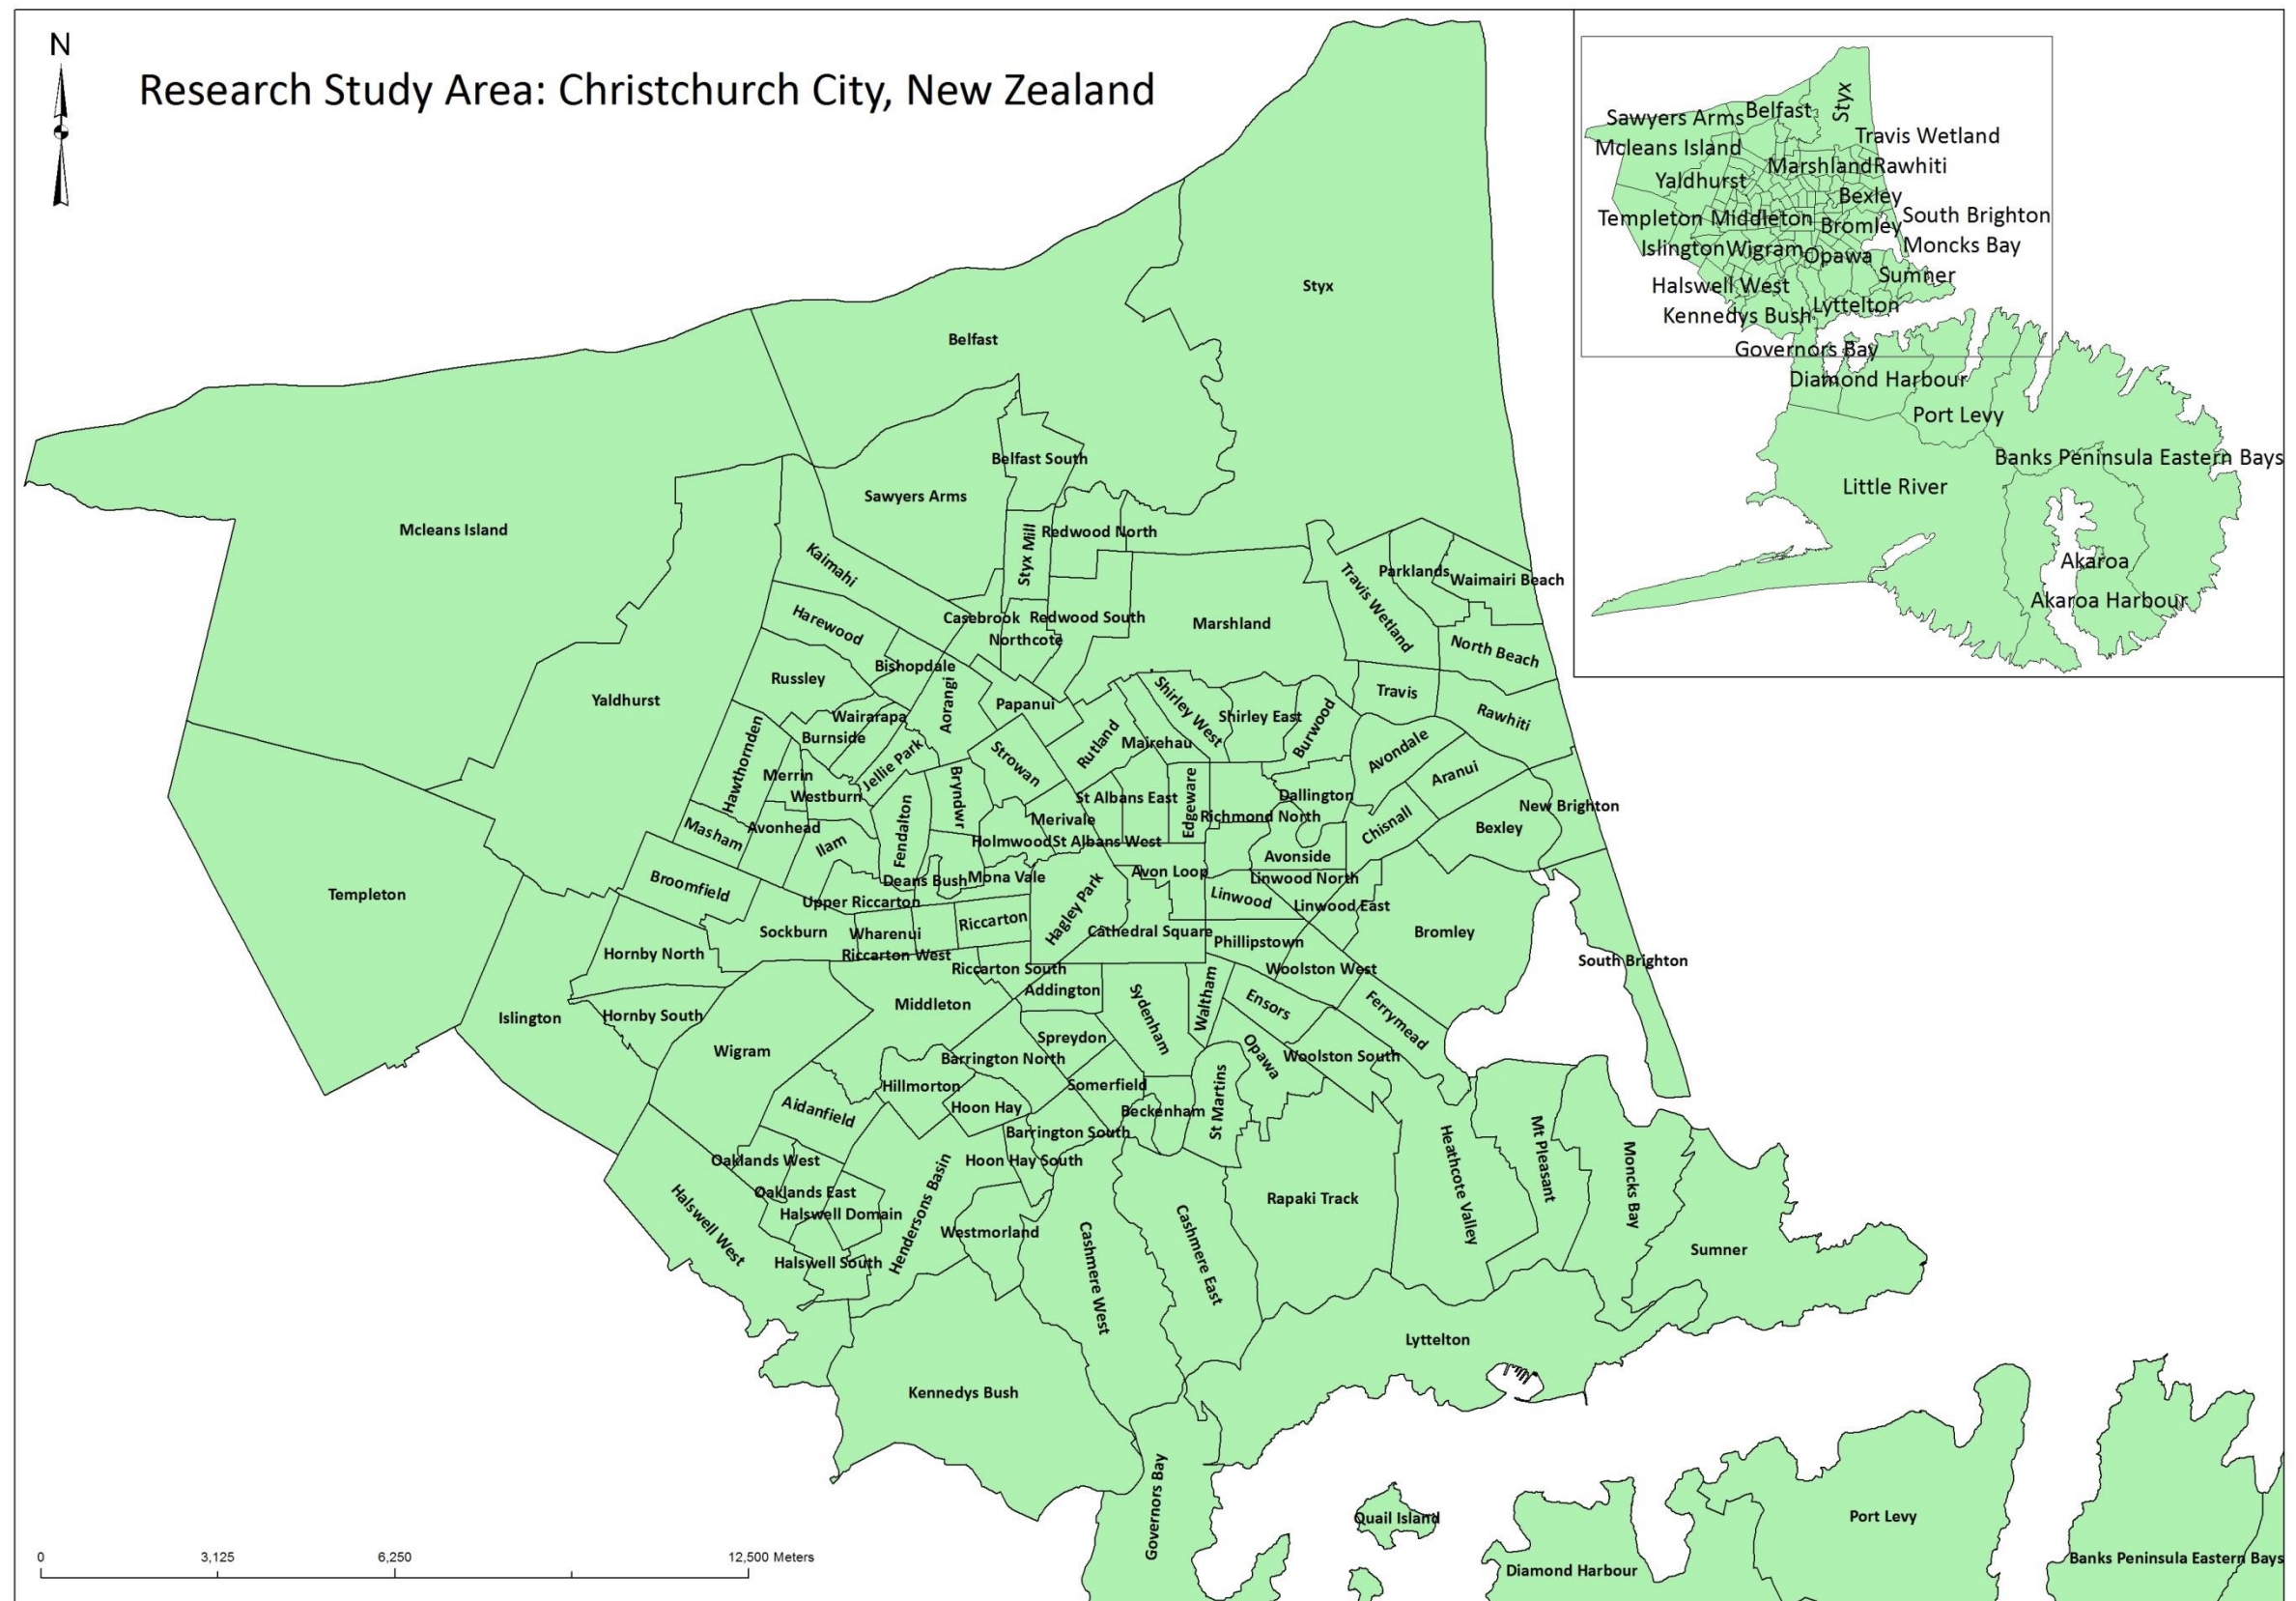 N
Research Study Area: Christchurch City, New Zealand
Styx
Belfast
Belfast South
Sawyers Arms
Mcleans Island
Styx Mill
Redwood North
Kaimahi
Parklands
Waimairi Beach
Travis Wetland
Harewood
Casebrook
Redwood South
Marshland
Northcote
North Beach
Bishopdale
Russley
Yaldhurst
Aorangi
Papanui
Shirley West
Travis
Wairarapa
Shirley East
Burwood
Rawhiti
Burnside
Rutland
Mairehau
Hawthornden
Jellie Park
Strowan
Avondale
Merrin
Aranui
Westburn
Bryndwr
St Albans East
Edgeware
Dallington
New Brighton
Fendalton
Merivale
Richmond North
Chisnall
Bexley
Masham
Avonhead
Ilam
Holmwood
St Albans West
Avonside
Avon Loop
Deans Bush
Mona Vale
Linwood North
Broomfield
Templeton
Upper Riccarton
Hagley Park
Linwood
Linwood East
Riccarton
Sockburn
Wharenui
Cathedral Square
Phillipstown
Bromley
Hornby North
Riccarton West
South Brighton
Riccarton South
Woolston West
Addington
Waltham
Ensors
Middleton
Sydenham
Ferrymead
Islington
Hornby South
Spreydon
Wigram
Barrington North
Opawa
Woolston South
Hillmorton
Somerfield
Aidanfield
Hoon Hay
Beckenham
St Martins
Barrington South
Mt Pleasant
Oaklands West
Hoon Hay South
Heathcote Valley
Moncks Bay
Oaklands East
Rapaki Track
Halswell Domain
Hendersons Basin
Halswell West
Westmorland
Cashmere West
Cashmere East
Sumner
Halswell South
Lyttelton
Kennedys Bush
Governors Bay
Quail Island
Port Levy
Diamond Harbour
Banks Peninsula Eastern Bays
0
3,125
6,250
12,500 Meters
Styx
Belfast
Sawyers Arms
Travis Wetland
Mcleans Island
Marshland
Rawhiti
Yaldhurst
Bexley
South Brighton
Templeton
Middleton
Bromley
Moncks Bay
Islington
Wigram
Opawa
Sumner
Halswell West
Lyttelton
Kennedys Bush
Governors Bay
Diamond Harbour
Port Levy
Banks Peninsula Eastern Bays
Little River
Akaroa
Akaroa Harbour